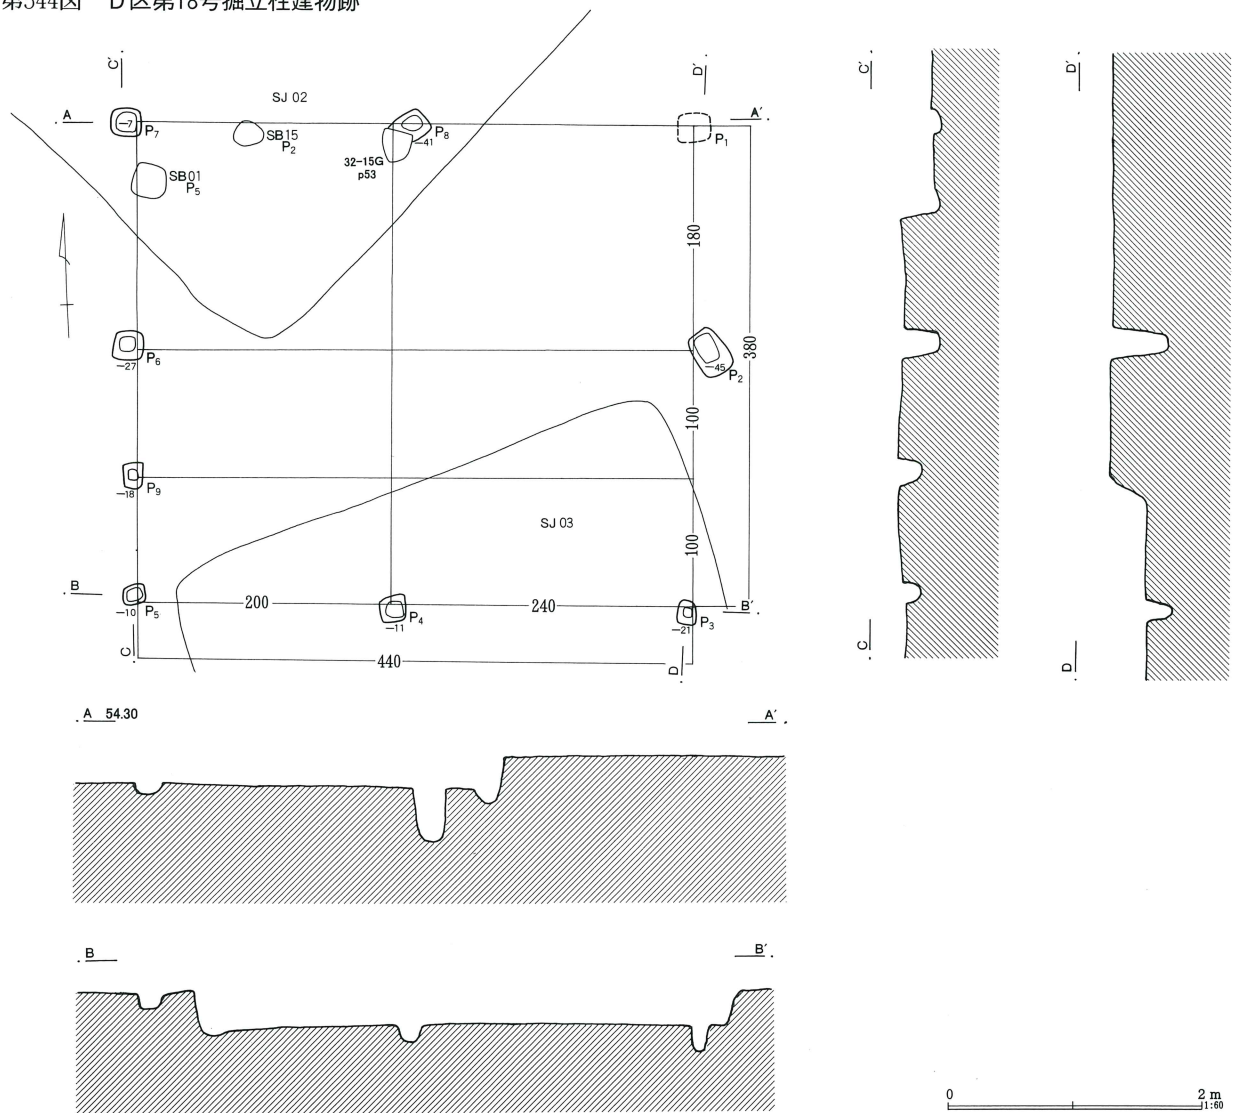 第544図 D区第18号掘立柱建物跡
C′
D′
SJ 02
A
A′
-7
P7
SB15
P2
P8
-41
32-15G
p53
P1
SB01
P5
180
380
P6
-27
-45
P2
100
P9
-18
SJ 03
100
B
B′
-10
P5
200
P4
-11
240
-21
P3
C
440
D
C′
D′
C
D
A 54.30
A′
B
B′
0
2 m
1:60